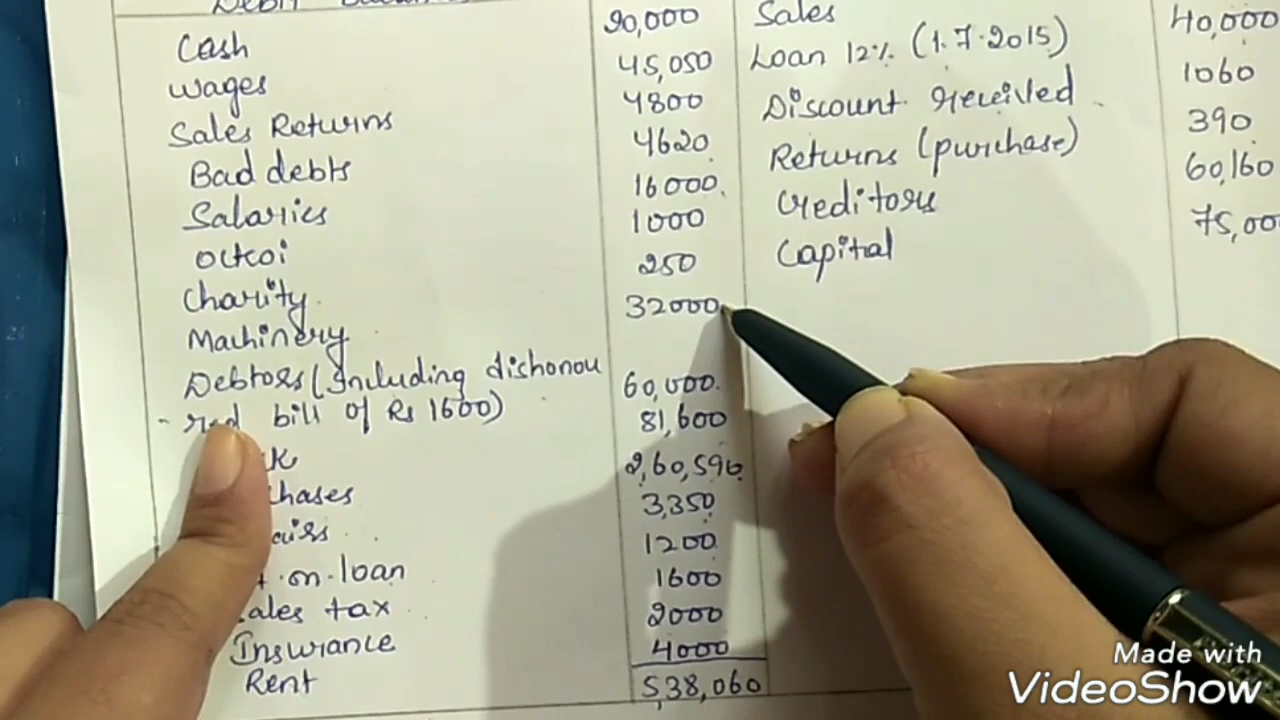 Cash 20,000 Sales
Wages 45,050 Loan 12% (1.7.2015) 40,000
Sales Returns 4800 Discount received 1060
Bad debts 4620 Returns (purchase) 390
Salaries 16000 Creditors 60,160
Octroi 1000 Capital 75,00
Charity 250
Machinery 32000
Debtors (Including dishonou
-red bill of Rs 1600) 60,000
81,600
2,60,590
3,350
on loan 1200
ales tax 1600
Insurance 2000
Rent 4000
5,38,060
Made with
VideoShow